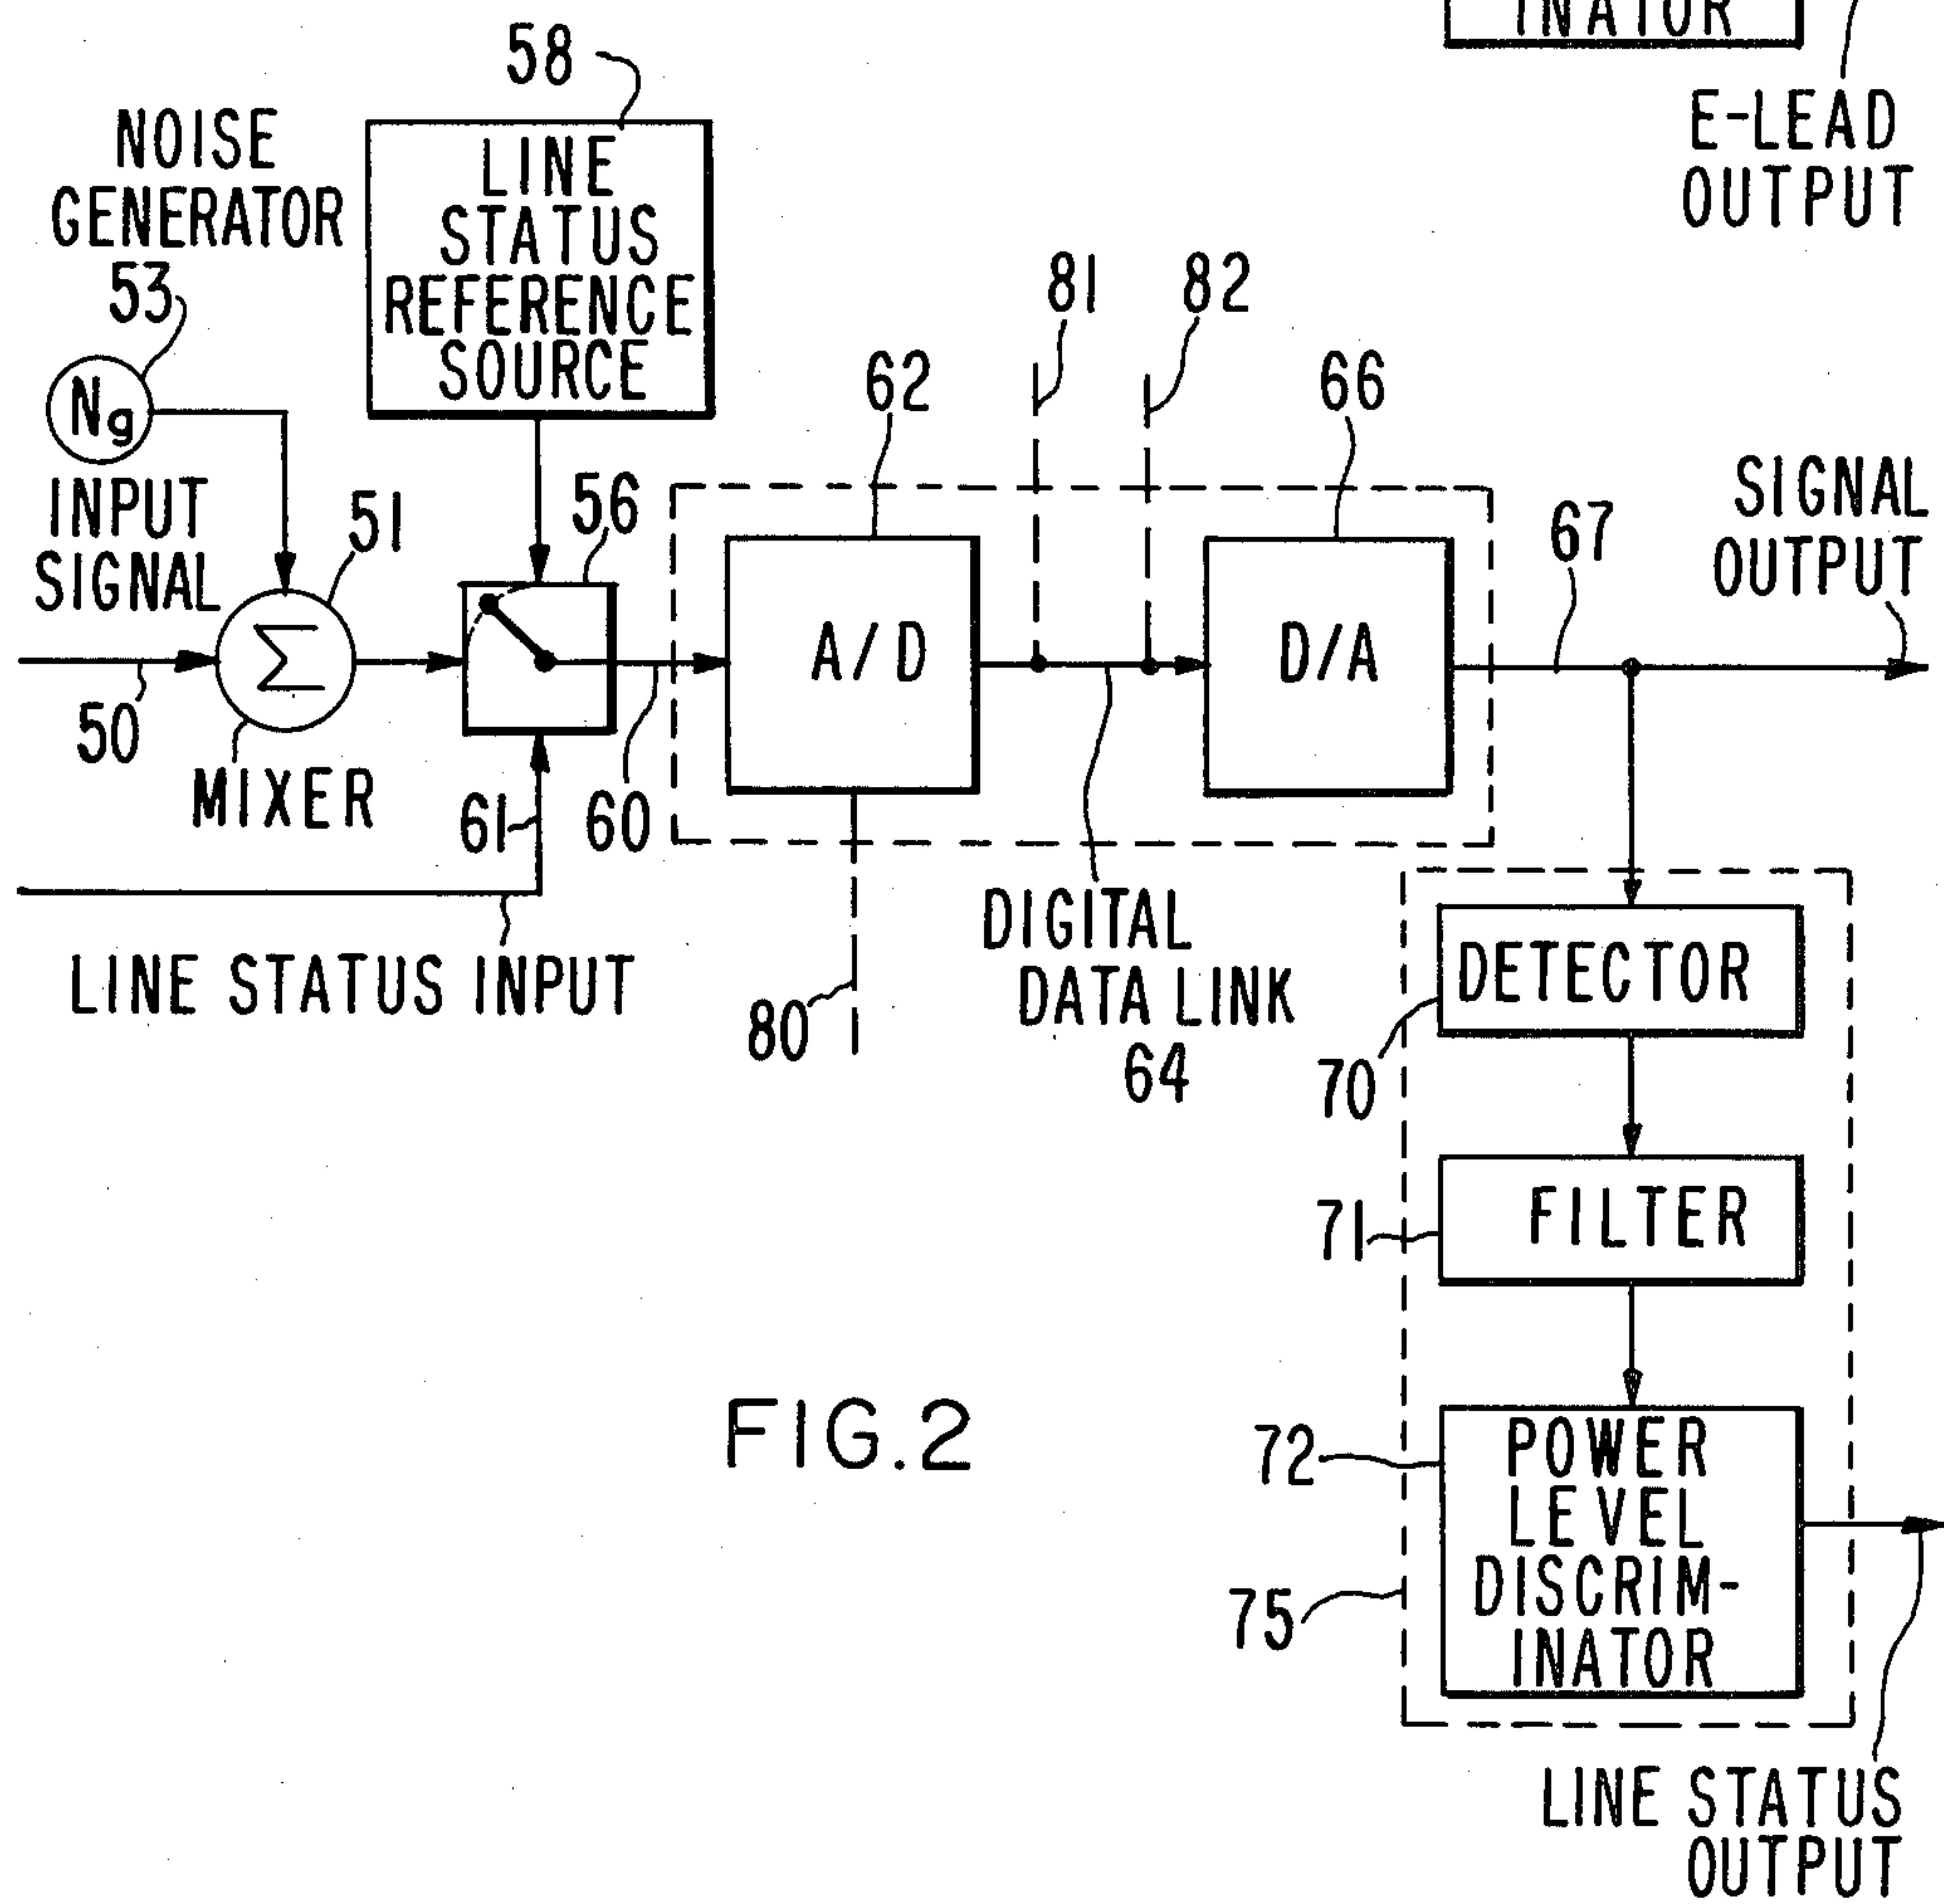 INATOR
E-LEAD
OUTPUT
58
NOISE
GENERATOR
53
Ng
LINE
STATUS
REFERENCE
SOURCE
81
82
62
66
INPUT
SIGNAL
51
56
67
SIGNAL
OUTPUT
Σ
A/D
D/A
50
MIXER
61
60
LINE STATUS INPUT
80
DIGITAL
DATA LINK
64
DETECTOR
70
FILTER
71
FIG.2
72
POWER
LEVEL
DISCRIM-
INATOR
75
LINE STATUS
OUTPUT